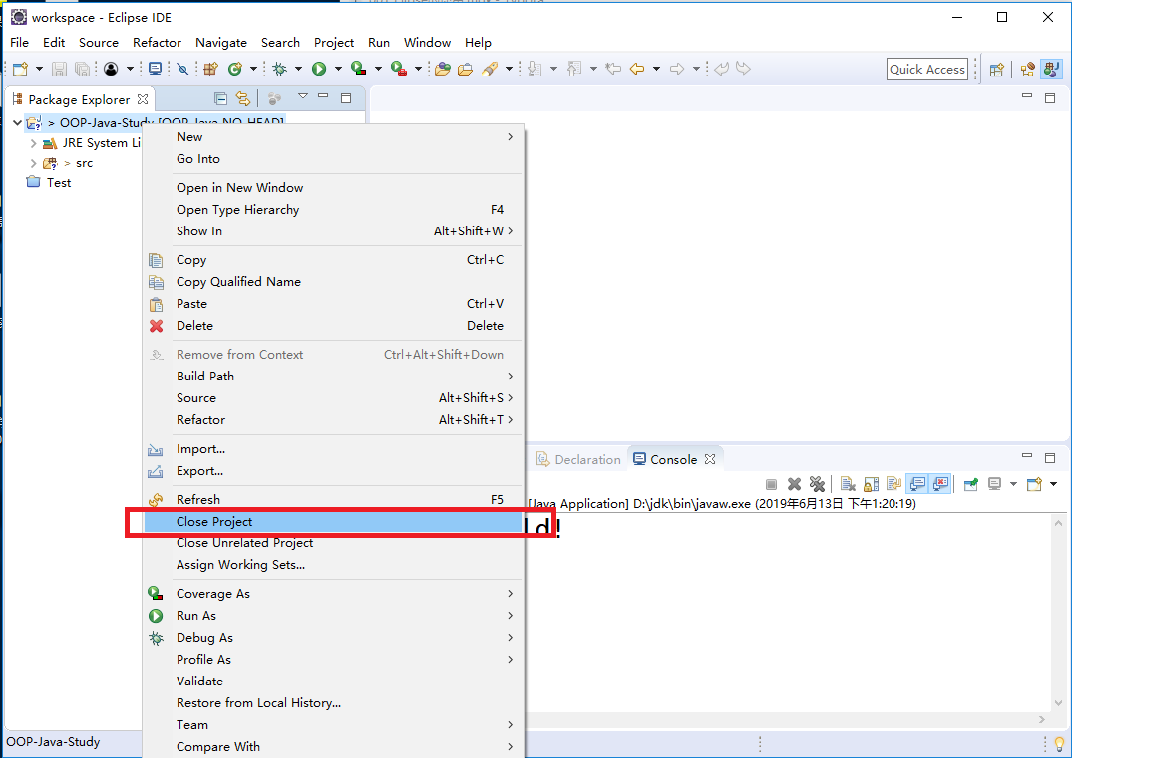 workspace - Eclipse IDE
File Edit Source Refactor Navigate Search Project Run Window Help
Quick Access
Package Explorer
> OOP-Java-Study [OOP-Java NO-HEAD]
JRE System Li
> src
Test
New
Go Into
Open in New Window
Open Type Hierarchy F4
Show In Alt+Shift+W
Copy Ctrl+C
Copy Qualified Name
Paste Ctrl+V
Delete Delete
Remove from Context Ctrl+Alt+Shift+Down
Build Path
Source Alt+Shift+S
Refactor Alt+Shift+T
Import...
Export...
Refresh F5
Close Project
Close Unrelated Project
Assign Working Sets...
Coverage As
Run As
Debug As
Profile As
Validate
Restore from Local History...
Team
Compare With
Declaration Console
[Java Application] D:\jdk\bin\javaw.exe (2019年6月13日 下午1:20:19)
ld!
OOP-Java-Study